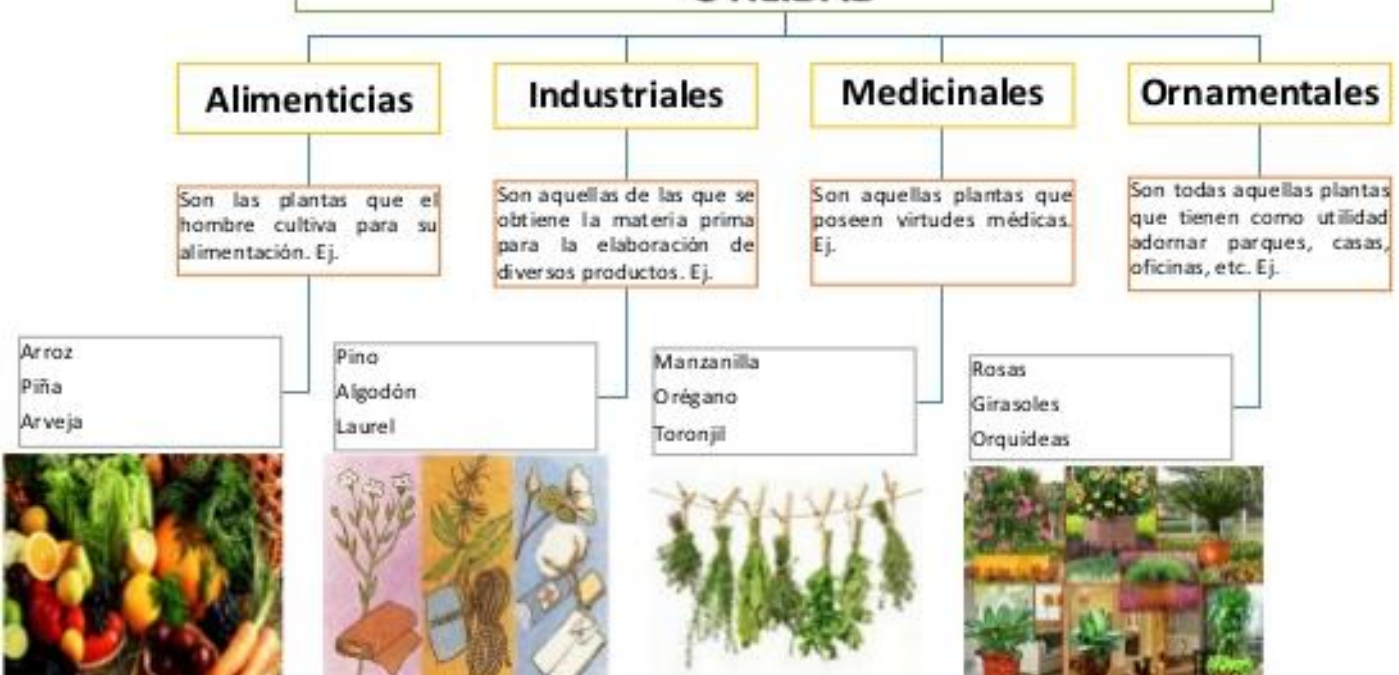 Alimenticias
Industriales
Medicinales
Ornamentales
Son las plantas que el
hombre cultiva para su
alimentación. Ej.
Son aquellas de las que se
obtiene la materia prima
para la elaboración de
diversos productos. Ej.
Son aquellas plantas que
poseen virtudes médicas.
Ej.
Son todas aquellas plantas
que tienen como utilidad
adornar parques, casas,
oficinas, etc. Ej.
Arroz
Piña
Arveja
Pino
Algodón
Laurel
Manzanilla
Orégano
Toronjil
Rosas
Girasoles
Orquídeas